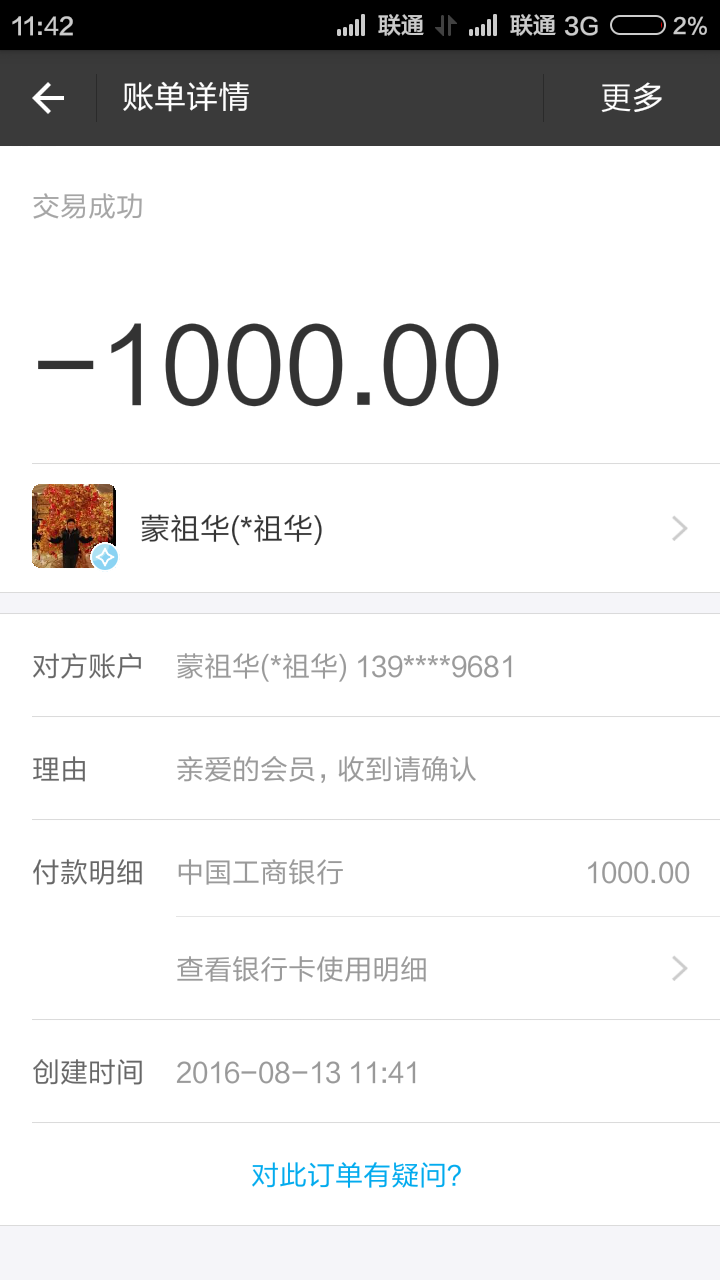 11:42 联通 联通 3G 2%
账单详情 更多
交易成功
-1000.00
蒙祖华(*祖华)
对方账户 蒙祖华(*祖华) 139****9681
理由 亲爱的会员，收到请确认
付款明细 中国工商银行 1000.00
查看银行卡使用明细
创建时间 2016-08-13 11:41
对此订单有疑问?